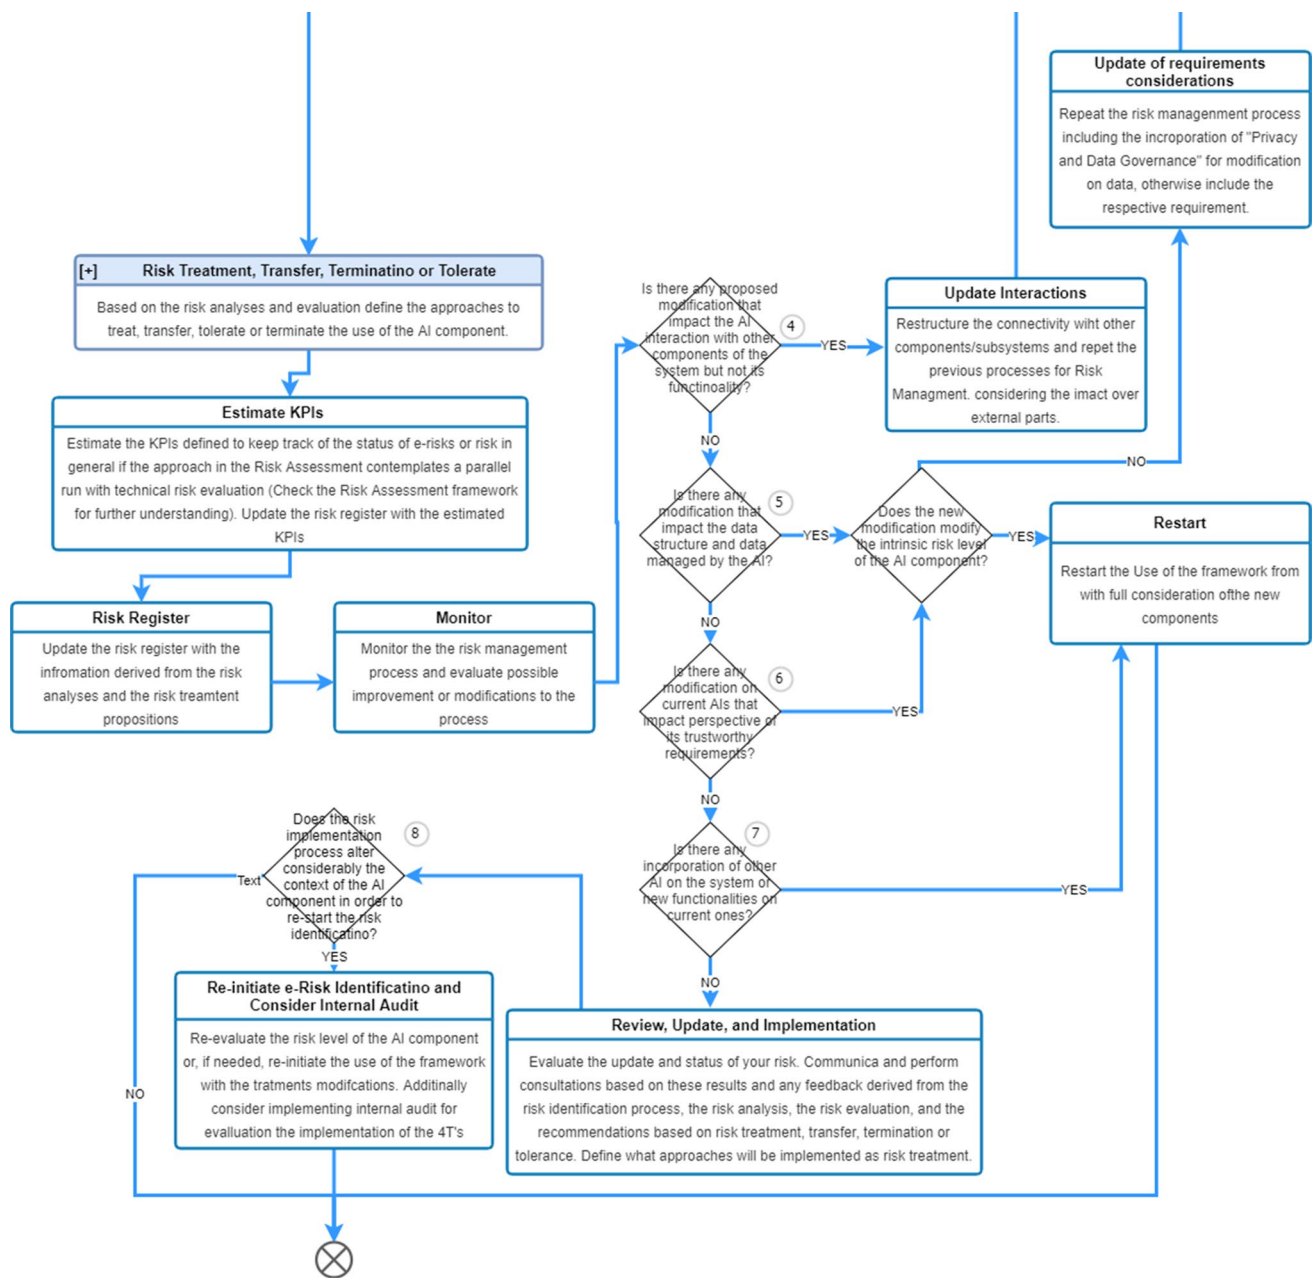 Update of requirements
considerations
Repeat the risk managenment process
including the incroporation of "Privacy
and Data Governance" for modification
on data, otherwise include the
respective requirement.
[+] Risk Treatment, Transfer, Terminatino or Tolerate
Based on the risk analyses and evaluation define the approaches to
treat, transfer, tolerate or terminate the use of the AI component.
Estimate KPIs
Estimate the KPIs defined to keep track of the status of e-risks or risk in
general if the approach in the Risk Assessment contemplates a parallel
run with technical risk evaluation (Check the Risk Assessment framework
for further understanding). Update the risk register with the estimated
KPIs
Risk Register
Update the risk register with the
infromation derived from the risk
analyses and the risk treamtent
propositions
Monitor
Monitor the the risk management
process and evaluate possible
improvement or modifications to the
process
Is there any proposed
modification that
impact the AI
interaction with other
components of the
system but not its
functinoality?
4
YES
NO
Update Interactions
Restructure the connectivity wiht other
components/subsystems and repet the
previous processes for Risk
Managment. considering the imact over
external parts.
Is there any
modification that
impact the data
structure and data
managed by the AI?
5
YES
NO
Does the new
modification modify
the intrinsic risk level
of the AI component?
NO
YES
Restart
Restart the Use of the framework from
with full consideration ofthe new
components
Is there any
modification on
current AIs that
impact perspective of
its trustworthy
requirements?
6
YES
NO
Is there any
incorporation of other
AI on the system or
new functionalities on
current ones?
7
YES
NO
Does the risk
implementation
process alter
considerably the
context of the AI
component in order to
re-start the risk
identificatino?
8
Text
YES
NO
Re-initiate e-Risk Identificatino and
Consider Internal Audit
Re-evaluate the risk level of the AI component
or, if needed, re-initiate the use of the framework
with the tratments modifcations. Additinally
consider implementing internal audit for
evalluation the implementation of the 4T's
Review, Update, and Implementation
Evaluate the update and status of your risk. Communica and perform
consultations based on these results and any feedback derived from the
risk identification process, the risk analysis, the risk evaluation, and the
recommendations based on risk treatment, transfer, termination or
tolerance. Define what approaches will be implemented as risk treatment.